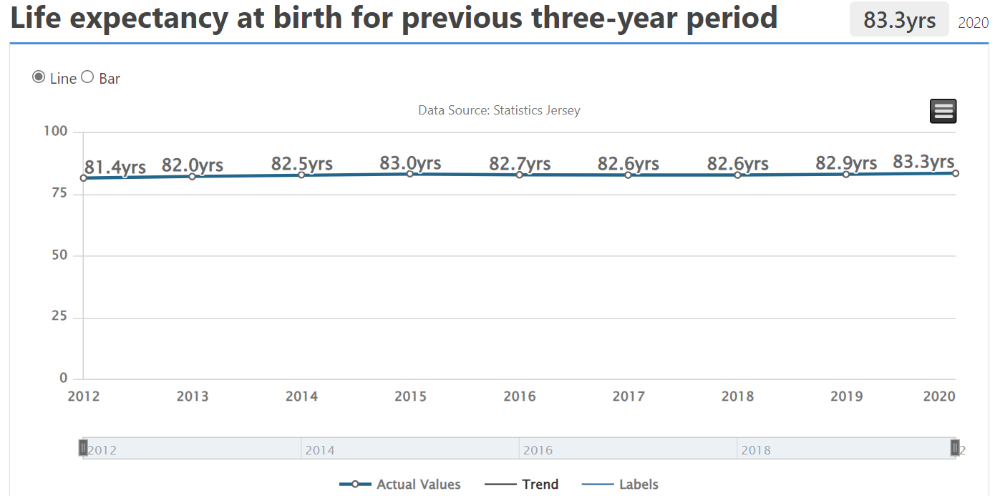 Life expectancy at birth for previous three-year period 83.3yrs 2020
Line Bar
Data Source: Statistics Jersey
100
81.4yrs 82.0yrs 82.5yrs 83.0yrs 82.7yrs 82.6yrs 82.6yrs 82.9yrs 83.3yrs
75
50
25
0
2012 2013 2014 2015 2016 2017 2018 2019 2020
2012 2014 2016 2018 2
Actual Values Trend Labels